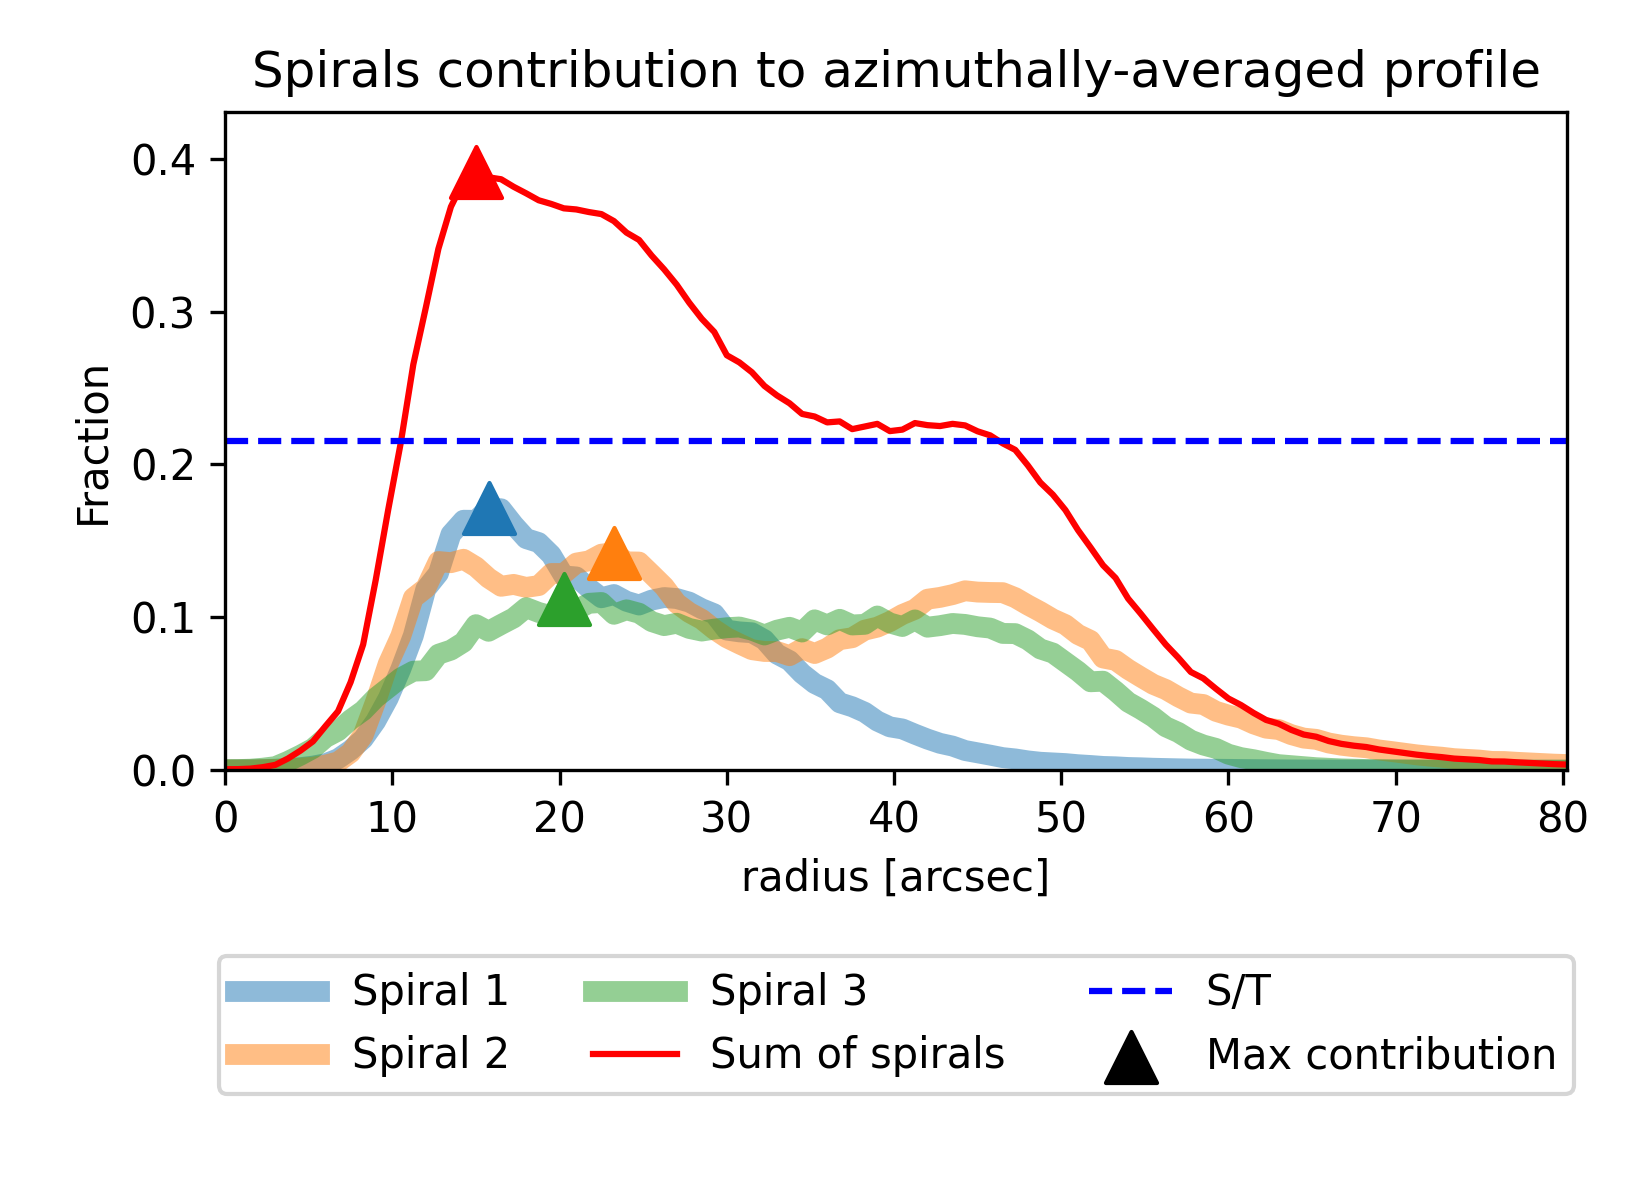 Spirals contribution to azimuthally-averaged profile
Fraction
0.4
0.3
0.2
0.1
0.0
0 10 20 30 40 50 60 70 80
radius [arcsec]
Spiral 1 Spiral 3 S/T
Spiral 2 Sum of spirals Max contribution